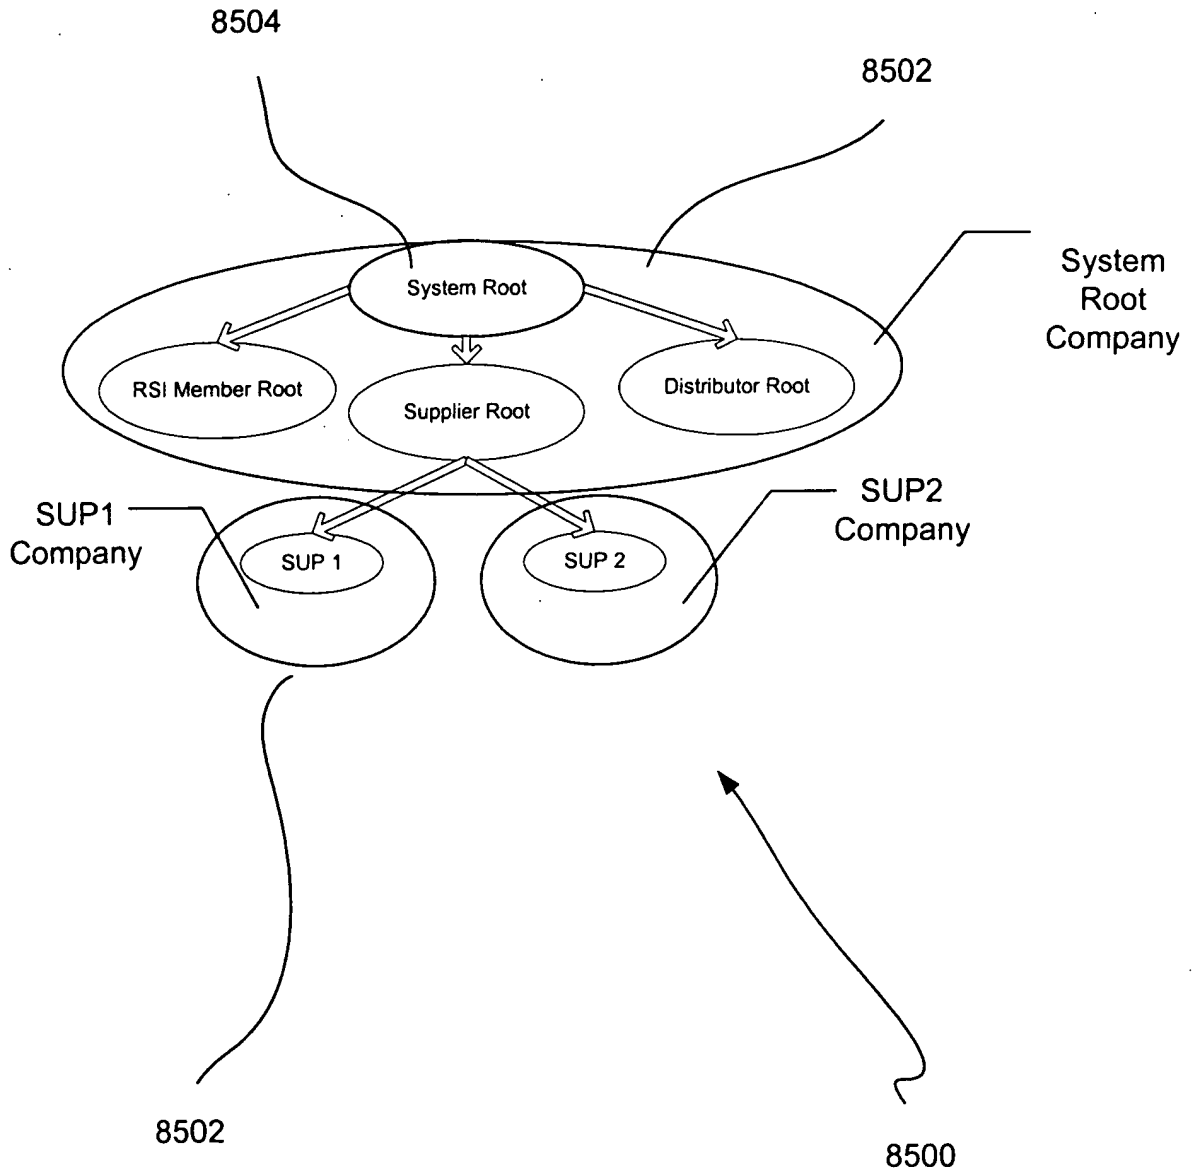 8504
8502
System Root
System
Root
Company
RSI Member Root
Supplier Root
Distributor Root
SUP1
Company
SUP2
Company
SUP 1
SUP 2
8502
8500